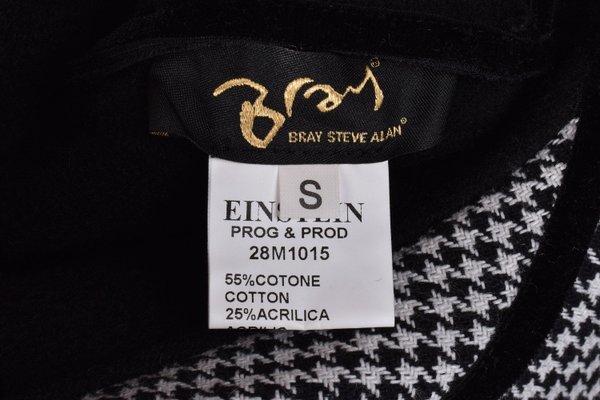 Bray®
BRAY STEVE ALAN®
S
EINSTEIN
PROG & PROD
28M1015
55%COTONE
COTTON
25%ACRILICA